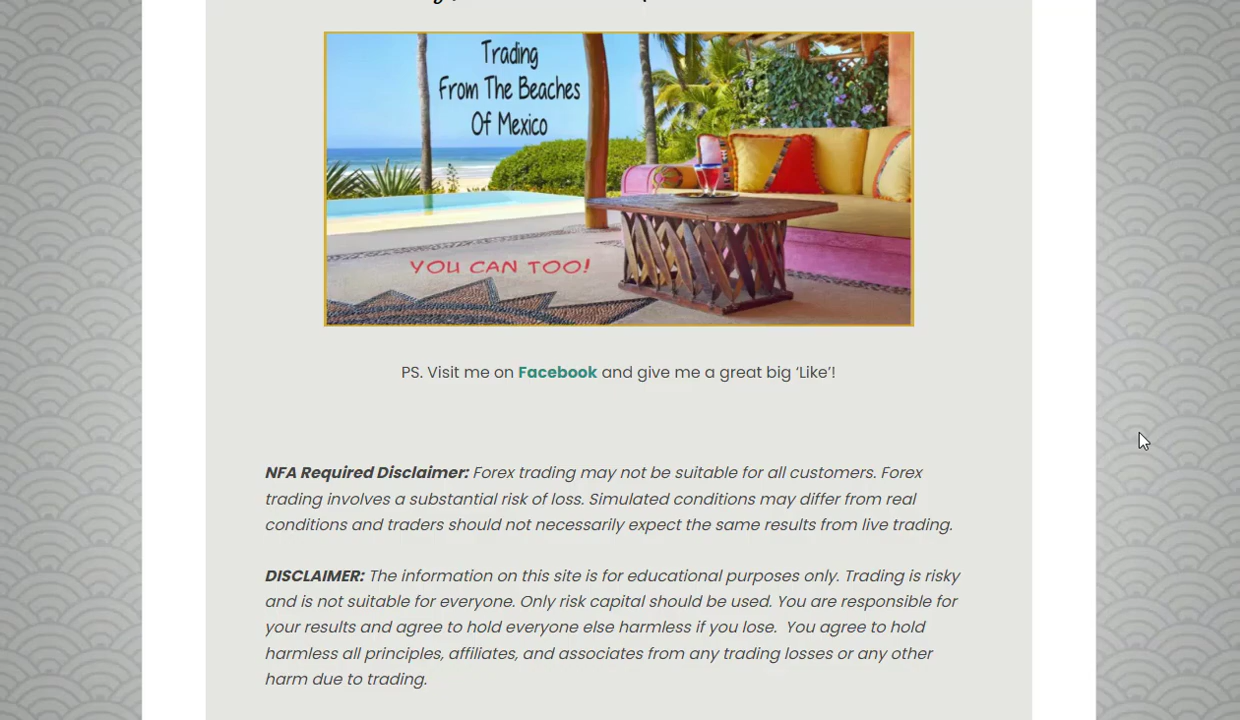 Trading
From The Beaches
Of Mexico
YOU CAN TOO!
PS. Visit me on Facebook and give me a great big ‘Like’!
NFA Required Disclaimer: Forex trading may not be suitable for all customers. Forex
trading involves a substantial risk of loss. Simulated conditions may differ from real
conditions and traders should not necessarily expect the same results from live trading.
DISCLAIMER: The information on this site is for educational purposes only. Trading is risky
and is not suitable for everyone. Only risk capital should be used. You are responsible for
your results and agree to hold everyone else harmless if you lose.  You agree to hold
harmless all principles, affiliates, and associates from any trading losses or any other
harm due to trading.